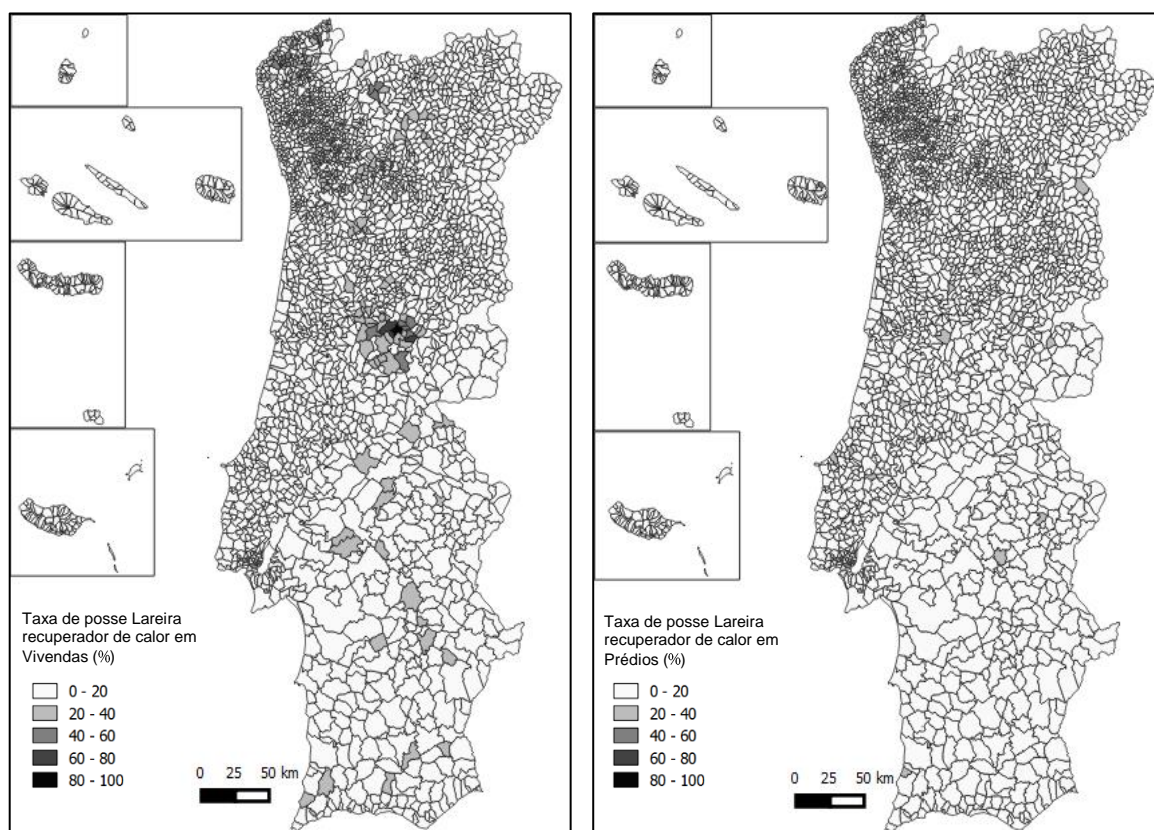 Taxa de posse Lareira
recuperador de calor em
Vivendas (%)
0 - 20
20 - 40
40 - 60
60 - 80
80 - 100
0 25 50 km
Taxa de posse Lareira
recuperador de calor em
Prédios (%)
0 - 20
20 - 40
40 - 60
60 - 80
80 - 100
0 25 50 km